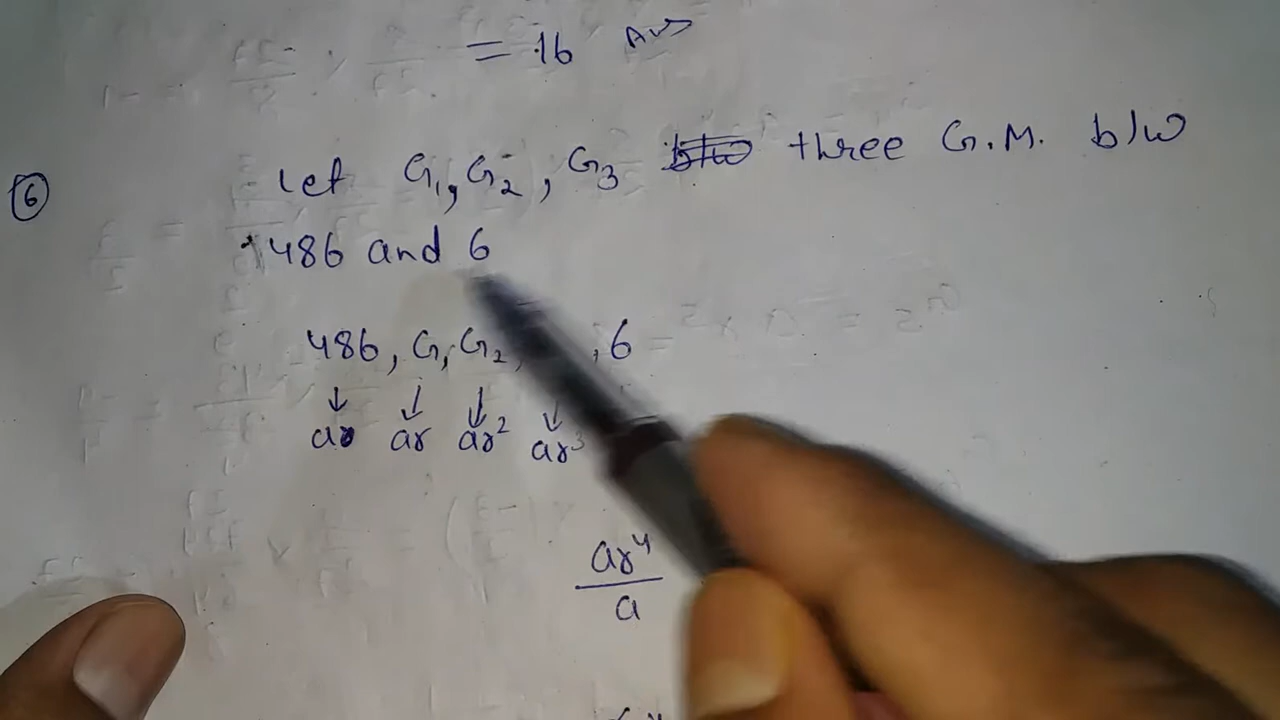 = 16 Ans
⑥ Let G₁, G₂, G₃ three G.M. b/w
486 and 6
486, G₁, G₂, , 6
↓ ↓ ↓ ↓
a ar ar² ar³
ar⁴
a